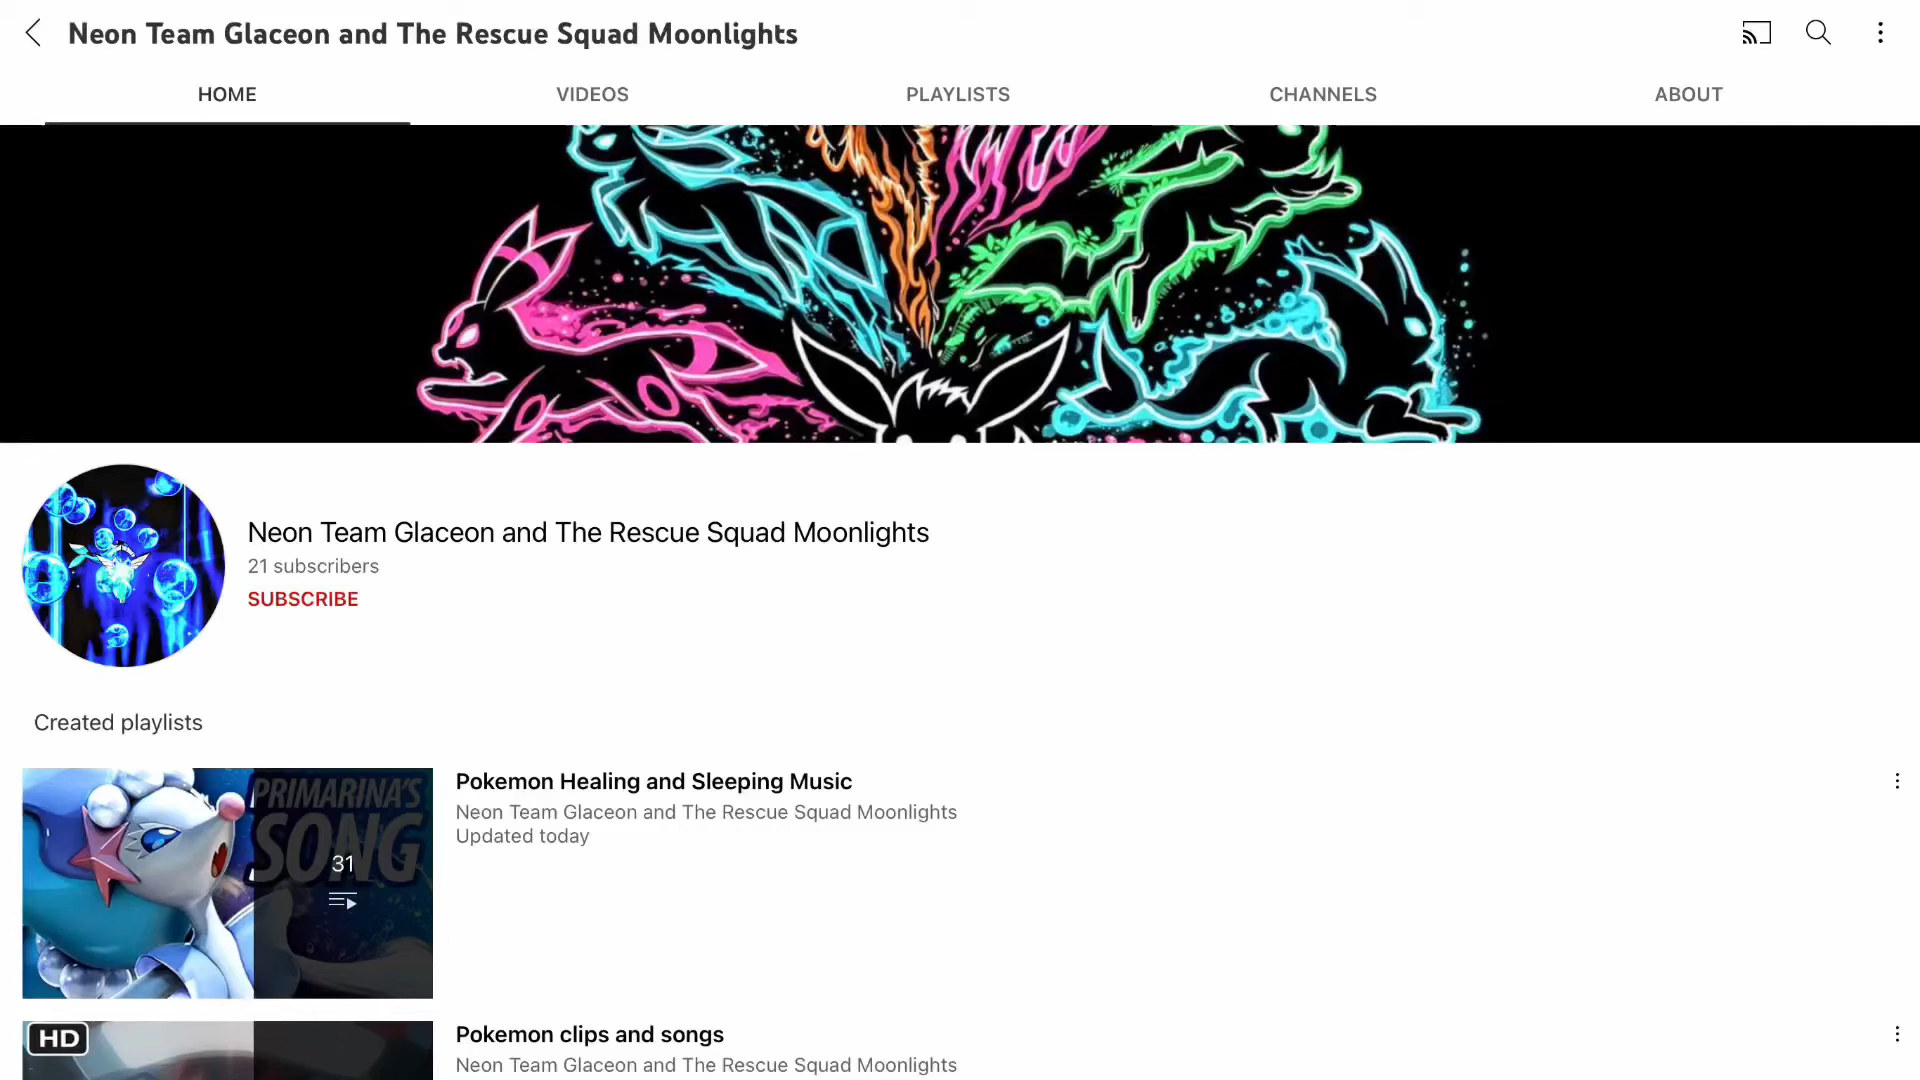 Neon Team Glaceon and The Rescue Squad Moonlights
HOME
VIDEOS
PLAYLISTS
CHANNELS
ABOUT
Neon Team Glaceon and The Rescue Squad Moonlights
21 subscribers
SUBSCRIBE
Created playlists
PRIMARINA'S
SONG
31
Pokemon Healing and Sleeping Music
Neon Team Glaceon and The Rescue Squad Moonlights
Updated today
HD
Pokemon clips and songs
Neon Team Glaceon and The Rescue Squad Moonlights